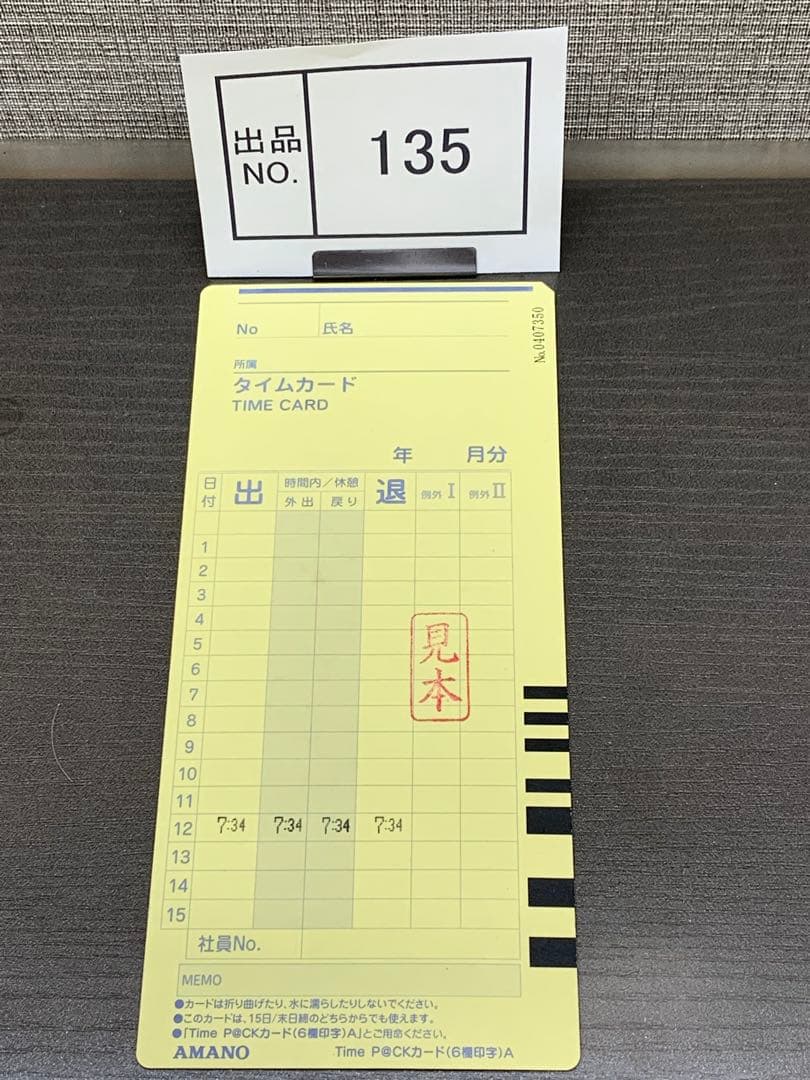 出品
NO.
135
No 氏名
No.0407350
所属
タイムカード
TIME CARD
年 月分
日付 出 時間内/休憩 退 例外Ⅰ 例外Ⅱ
外出 戻り
1
2
3
4
5
6
見本
7
8
9
10
11
12 7:34 7:34 7:34 7:34
13
14
15
社員No.
MEMO
●カードは折り曲げたり、水に濡らしたりしないでください。
●このカードは、15日/末日締のどちらからでも使えます。
●「Time P@CKカード(6欄印字)A」とご用命ください。
AMANO Time P@CKカード(6欄印字)A